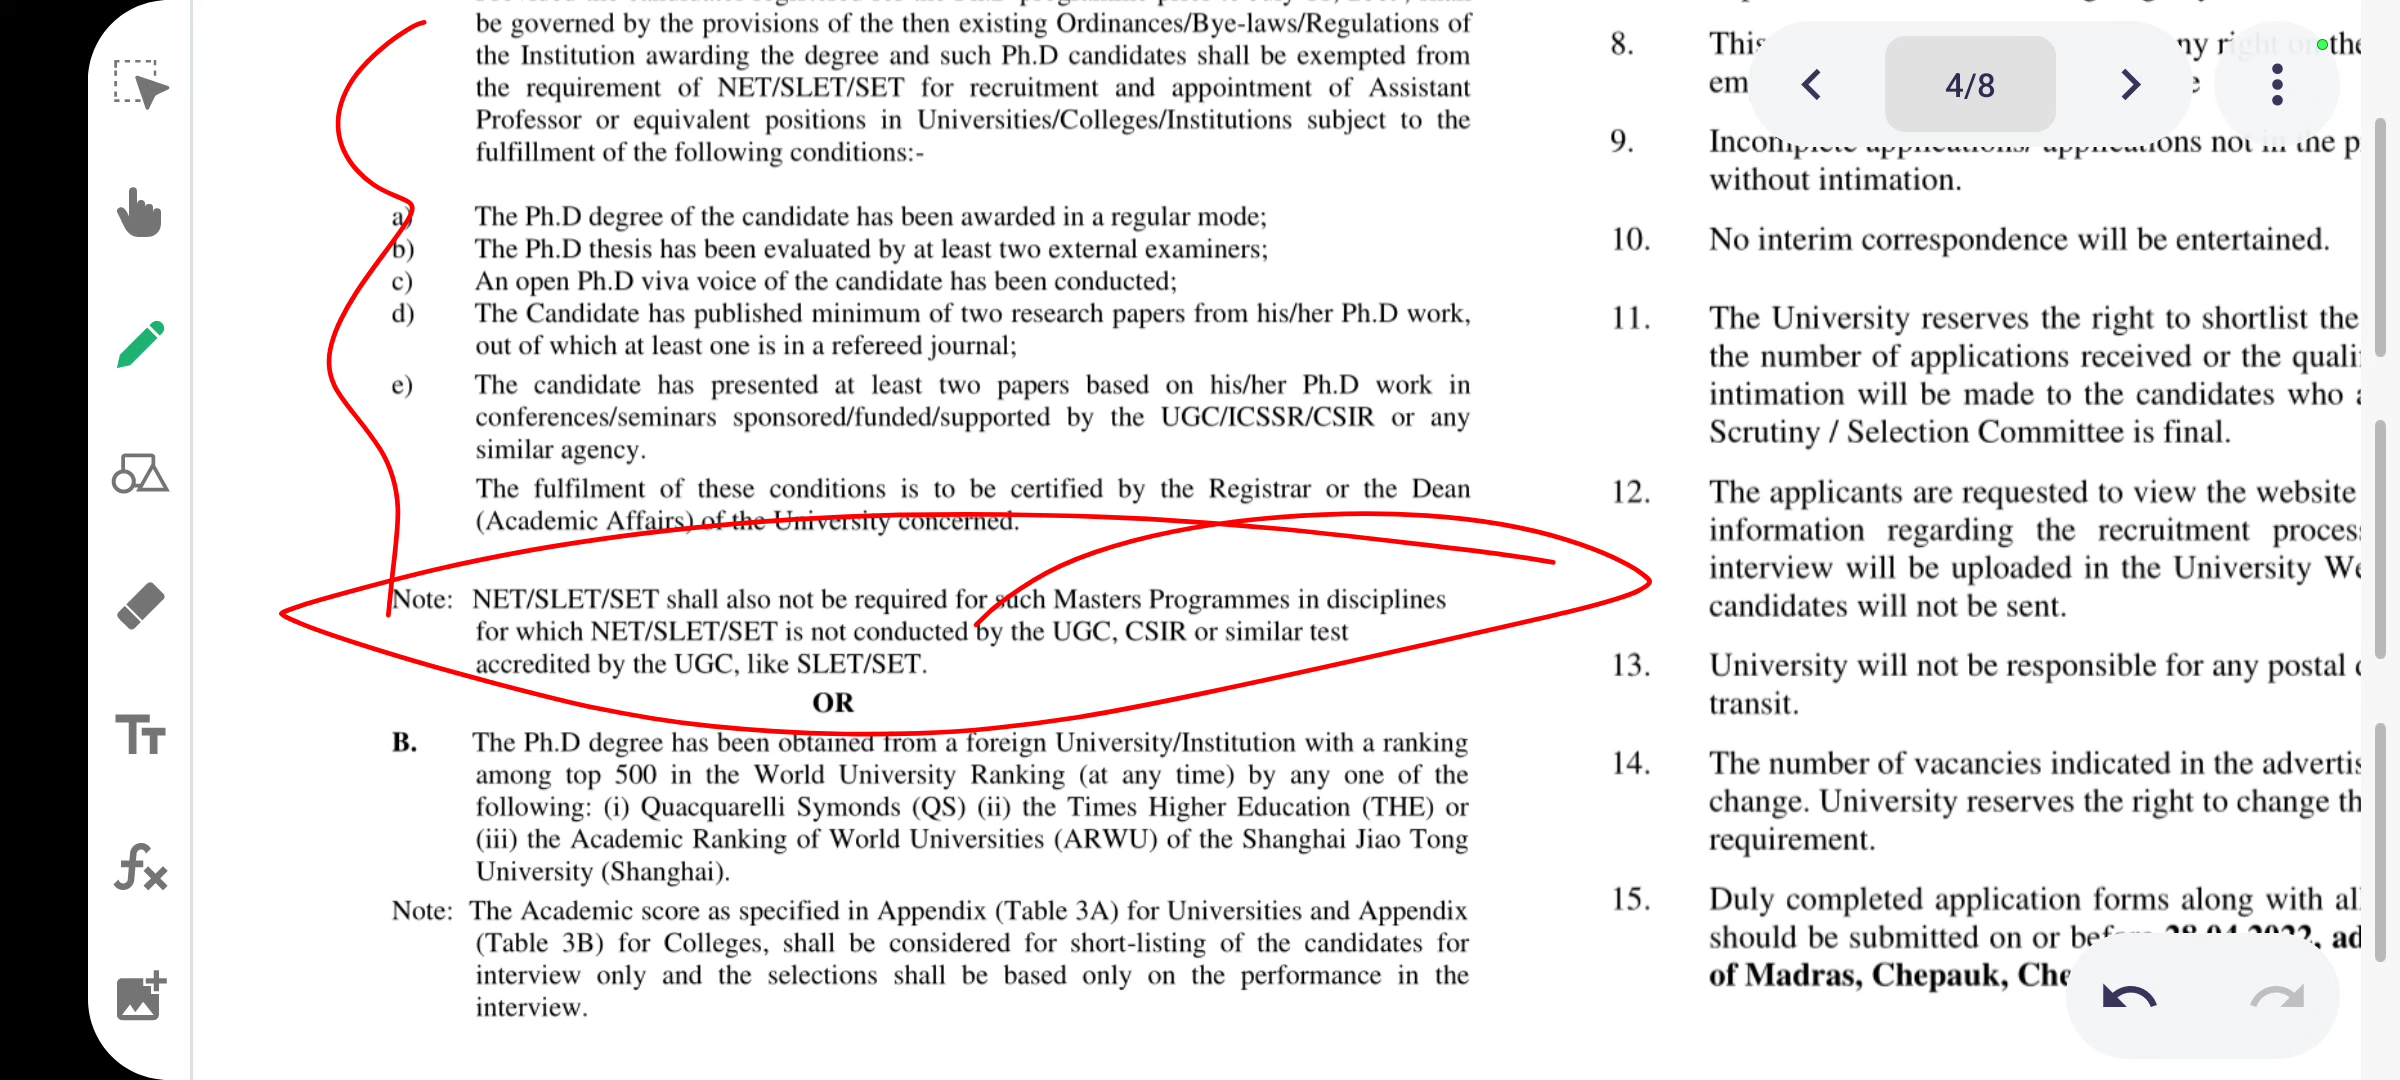 be governed by the provisions of the then existing Ordinances/Bye-laws/Regulations of
the Institution awarding the degree and such Ph.D candidates shall be exempted from
the requirement of NET/SLET/SET for recruitment and appointment of Assistant
Professor or equivalent positions in Universities/Colleges/Institutions subject to the
fulfillment of the following conditions:-
a) The Ph.D degree of the candidate has been awarded in a regular mode;
b) The Ph.D thesis has been evaluated by at least two external examiners;
c) An open Ph.D viva voice of the candidate has been conducted;
d) The Candidate has published minimum of two research papers from his/her Ph.D work,
out of which at least one is in a refereed journal;
e) The candidate has presented at least two papers based on his/her Ph.D work in
conferences/seminars sponsored/funded/supported by the UGC/ICSSR/CSIR or any
similar agency.
The fulfilment of these conditions is to be certified by the Registrar or the Dean
(Academic Affairs) of the University concerned.
Note: NET/SLET/SET shall also not be required for such Masters Programmes in disciplines
for which NET/SLET/SET is not conducted by the UGC, CSIR or similar test
accredited by the UGC, like SLET/SET.
OR
B. The Ph.D degree has been obtained from a foreign University/Institution with a ranking
among top 500 in the World University Ranking (at any time) by any one of the
following: (i) Quacquarelli Symonds (QS) (ii) the Times Higher Education (THE) or
(iii) the Academic Ranking of World Universities (ARWU) of the Shanghai Jiao Tong
University (Shanghai).
Note: The Academic score as specified in Appendix (Table 3A) for Universities and Appendix
(Table 3B) for Colleges, shall be considered for short-listing of the candidates for
interview only and the selections shall be based only on the performance in the
interview.
4/8
8. This
9. not in the
without intimation.
10. No interim correspondence will be entertained.
11. The University reserves the right to shortlist the
the number of applications received or the
intimation will be made to the candidates who
Scrutiny / Selection Committee is final.
12. The applicants are requested to view the website
information regarding the recruitment
interview will be uploaded in the University
candidates will not be sent.
13. University will not be responsible for any postal
transit.
14. The number of vacancies indicated in the
change. University reserves the right to change
requirement.
15. Duly completed application forms along with
should be submitted on or
of Madras, Chepauk,
Tт
fx